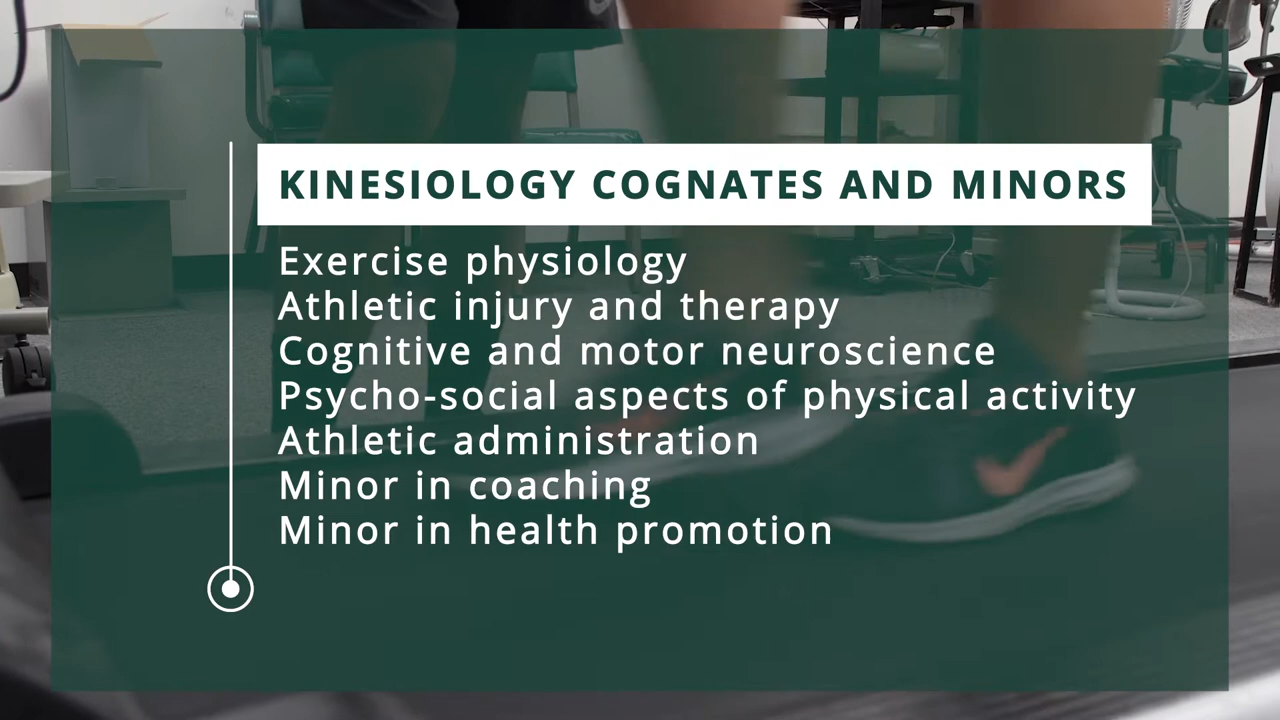 KINESIOLOGY COGNATES AND MINORS
Exercise physiology
Athletic injury and therapy
Cognitive and motor neuroscience
Psycho-social aspects of physical activity
Athletic administration
Minor in coaching
Minor in health promotion